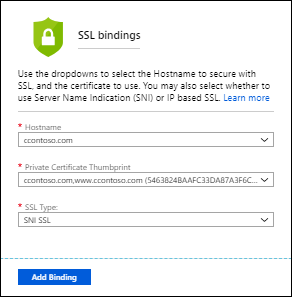 SSL bindings
Use the dropdowns to select the Hostname to secure with
SSL, and the certificate to use. You may also select whether to
use Server Name Indication (SNI) or IP based SSL. Learn more
* Hostname
ccontoso.com
* Private Certificate Thumbprint
ccontoso.com,www.ccontoso.com (5463824BAAFC33DA87A3F6C...
* SSL Type:
SNI SSL
Add Binding